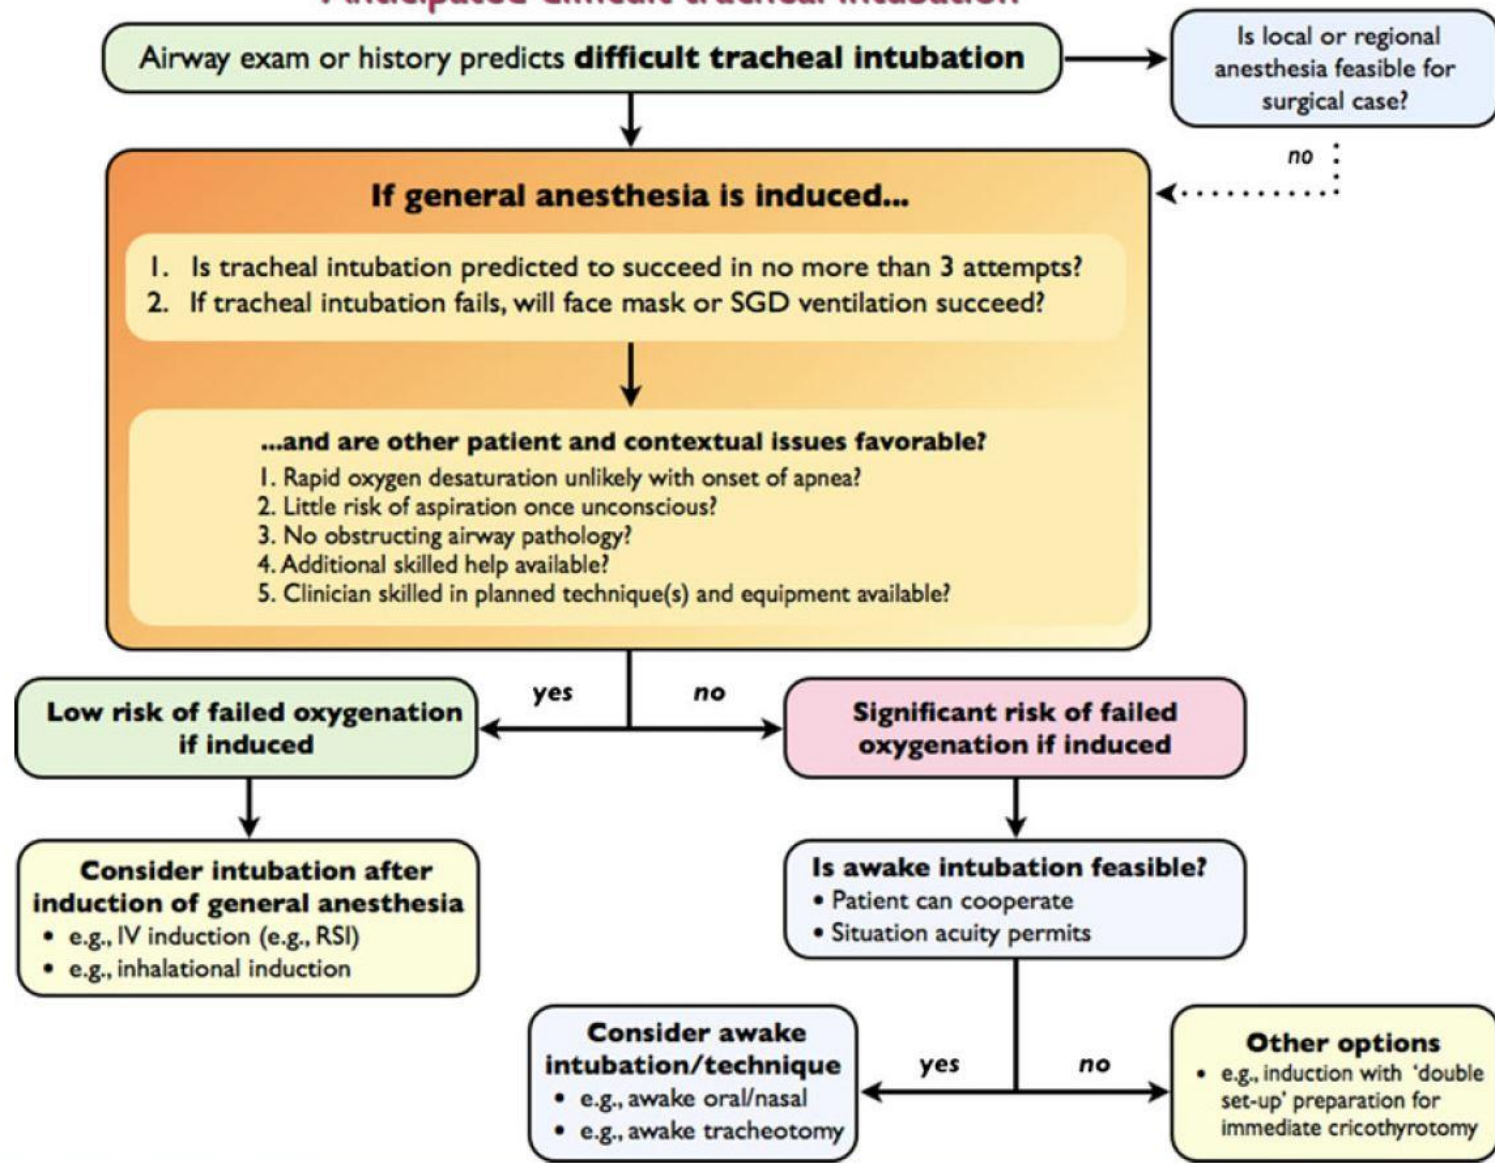 Anticipated difficult tracheal intubation
Airway exam or history predicts difficult tracheal intubation
Is local or regional
anesthesia feasible for
surgical case?
no
If general anesthesia is induced...
1. Is tracheal intubation predicted to succeed in no more than 3 attempts?
2. If tracheal intubation fails, will face mask or SGD ventilation succeed?
...and are other patient and contextual issues favorable?
1. Rapid oxygen desaturation unlikely with onset of apnea?
2. Little risk of aspiration once unconscious?
3. No obstructing airway pathology?
4. Additional skilled help available?
5. Clinician skilled in planned technique(s) and equipment available?
yes
no
Low risk of failed oxygenation
if induced
Significant risk of failed
oxygenation if induced
Consider intubation after
induction of general anesthesia
• e.g., IV induction (e.g., RSI)
• e.g., inhalational induction
Is awake intubation feasible?
• Patient can cooperate
• Situation acuity permits
yes
no
Consider awake
intubation/technique
• e.g., awake oral/nasal
• e.g., awake tracheotomy
Other options
• e.g., induction with 'double
set-up' preparation for
immediate cricothyrotomy